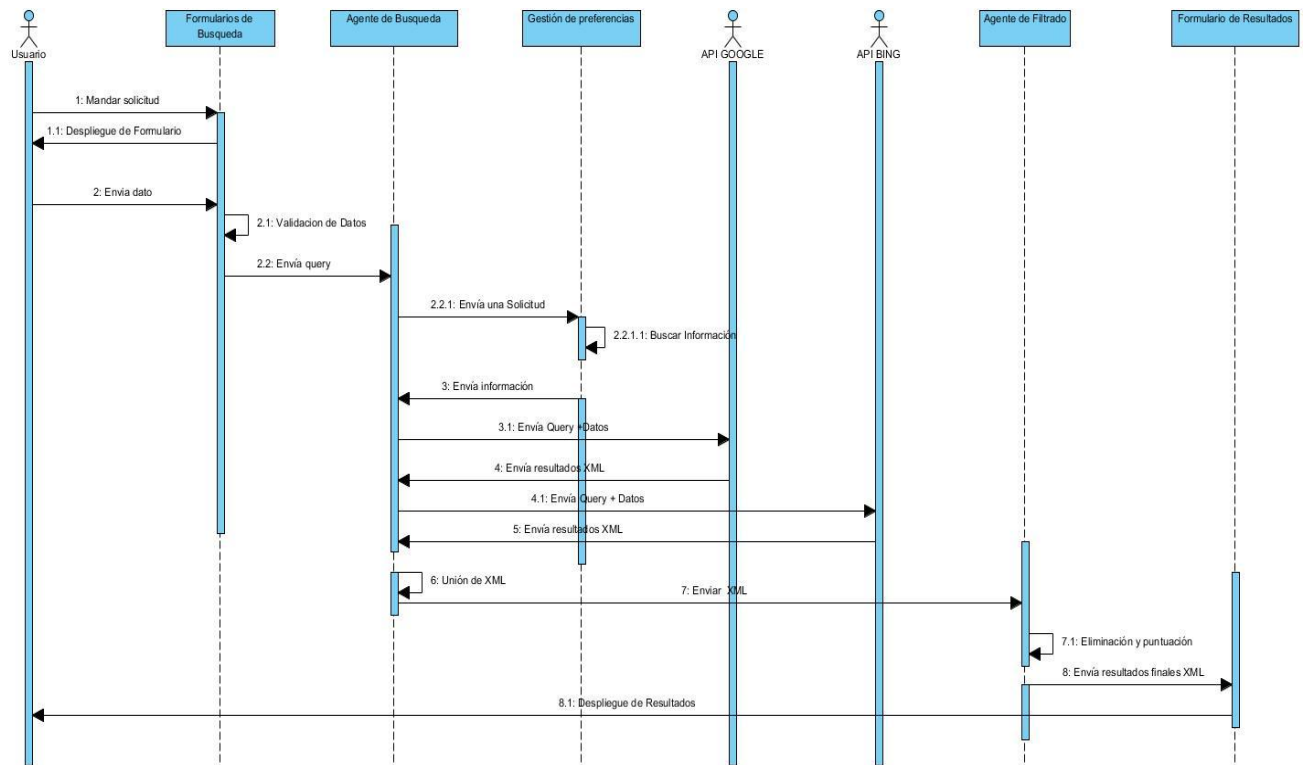 Formularios de
Busqueda
Agente de Busqueda
Gestión de preferencias
Agente de Filtrado
Formulario de Resultados
Usuario
API GOOGLE
API BING
1: Mandar solicitud
1.1: Despliegue de Formulario
2: Envia dato
2.1: Validacion de Datos
2.2: Envía query
2.2.1: Envía una Solicitud
2.2.1.1: Buscar Información
3: Envía información
3.1: Envía Query +Datos
4: Envía resultados XML
4.1: Envía Query + Datos
5: Envía resultados XML
6: Unión de XML
7: Enviar XML
7.1: Eliminación y puntuación
8: Envía resultados finales XML
8.1: Despliegue de Resultados